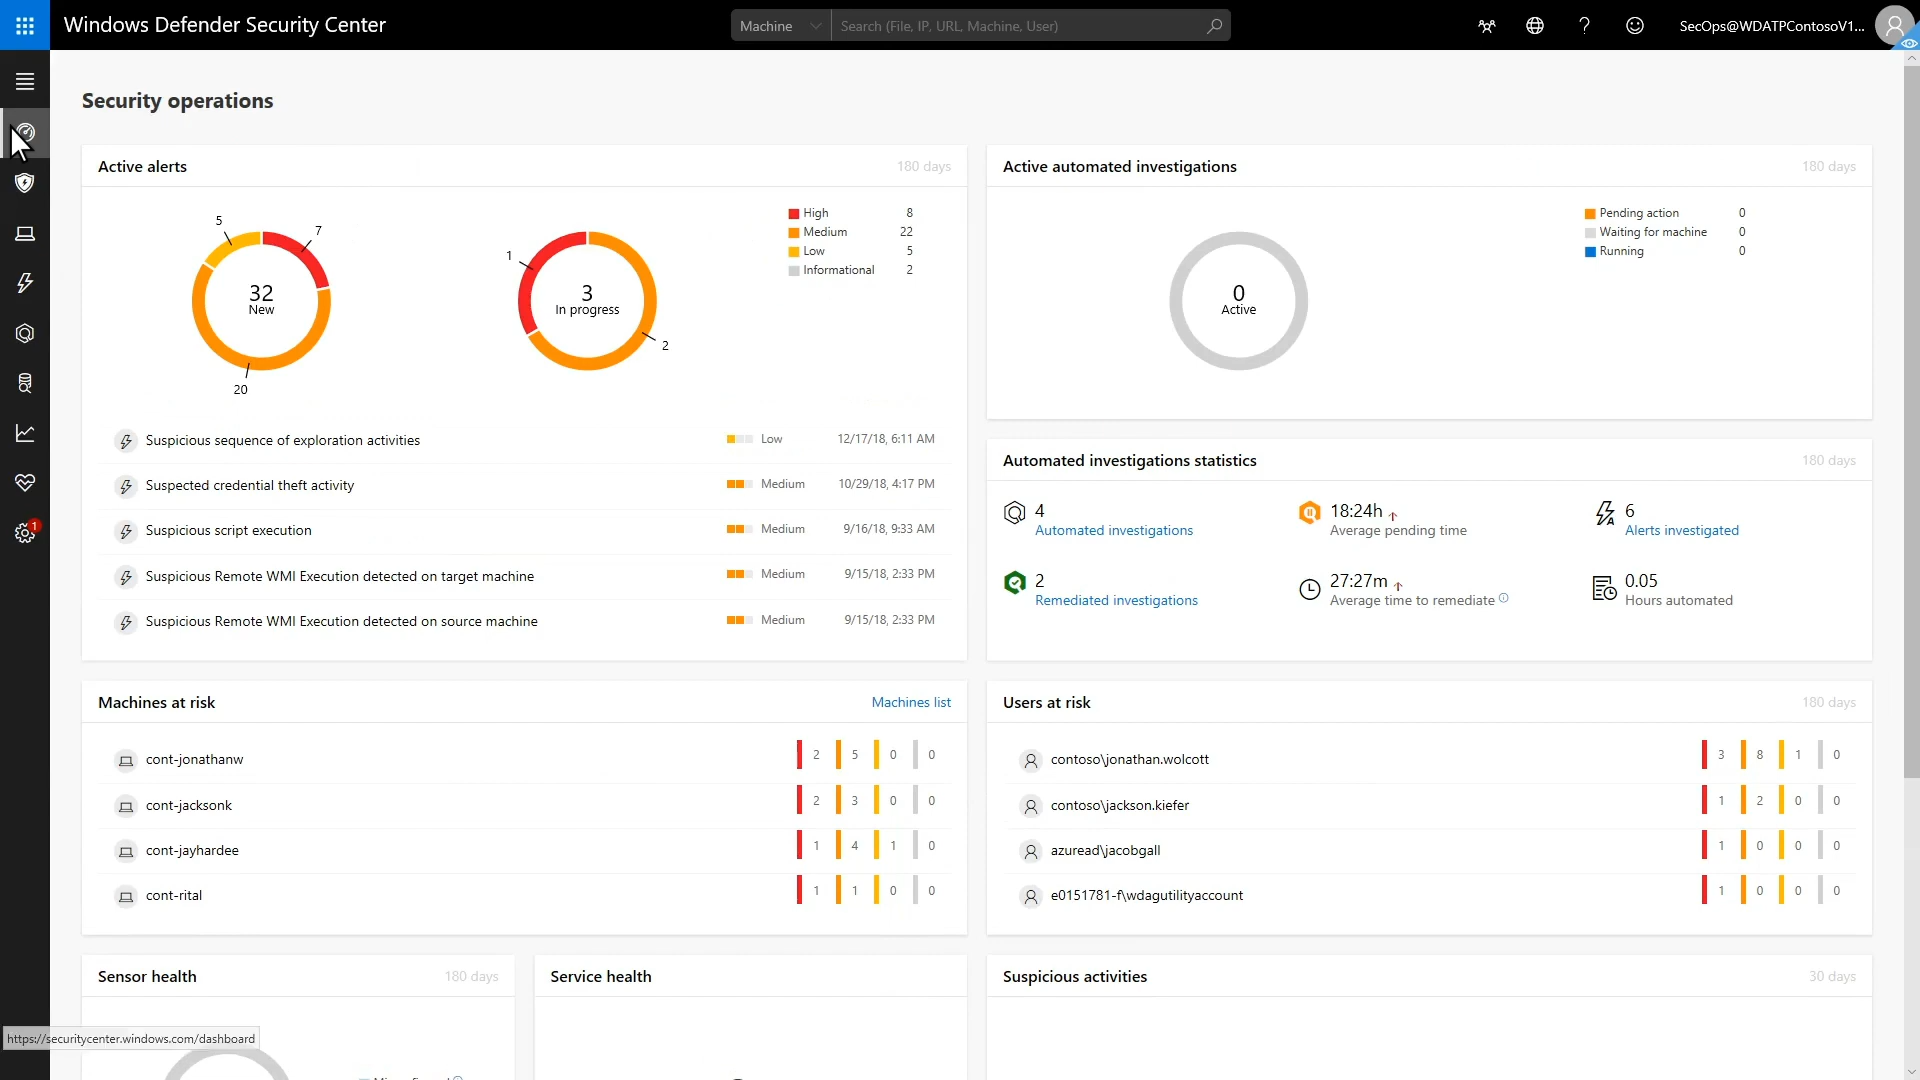 Windows Defender Security Center
Machine
Search (File, IP, URL, Machine, User)
SecOps@WDATPContosoV1...
Security operations
Active alerts
180 days
5
7
32
New
20
1
3
In progress
2
High 8
Medium 22
Low 5
Informational 2
Suspicious sequence of exploration activities Low 12/17/18, 6:11 AM
Suspected credential theft activity Medium 10/29/18, 4:17 PM
Suspicious script execution Medium 9/16/18, 9:33 AM
Suspicious Remote WMI Execution detected on target machine Medium 9/15/18, 2:33 PM
Suspicious Remote WMI Execution detected on source machine Medium 9/15/18, 2:33 PM
Active automated investigations
180 days
0
Active
Pending action 0
Waiting for machine 0
Running 0
Automated investigations statistics
180 days
4
Automated investigations
18:24h
Average pending time
6
Alerts investigated
2
Remediated investigations
27:27m
Average time to remediate
0.05
Hours automated
Machines at risk
Machines list
cont-jonathanw 2 5 0 0
cont-jacksonk 2 3 0 0
cont-jayhardee 1 4 1 0
cont-rital 1 1 0 0
Users at risk
180 days
contoso\jonathan.wolcott 3 8 1 0
contoso\jackson.kiefer 1 2 0 0
azuread\jacobgall 1 0 0 0
e0151781-f\wdagutilityaccount 1 0 0 0
1
Sensor health
180 days
Service health
Suspicious activities
30 days
https://securitycenter.windows.com/dashboard